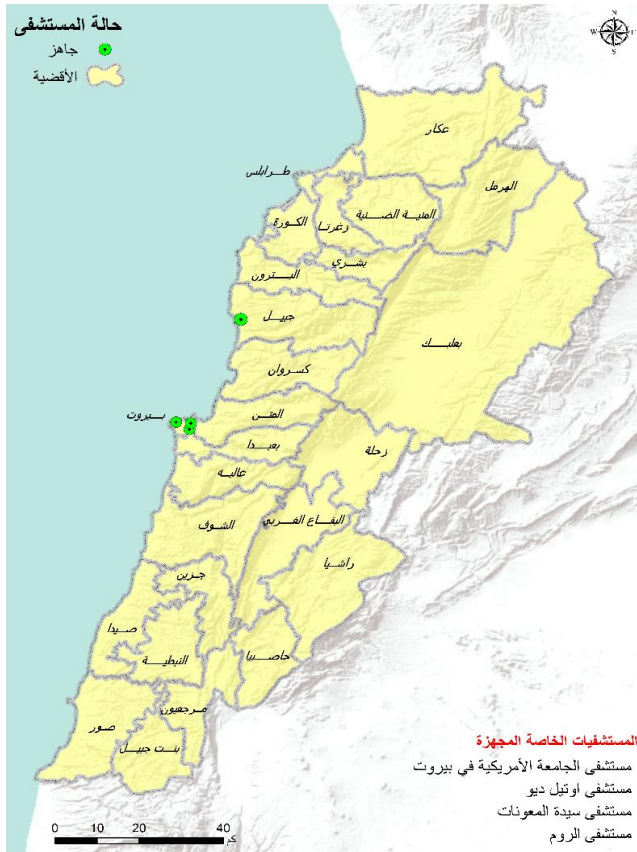 حالة المستشفى
جاهز
الأقضية
N
W
E
S
عكار
طرابلس
الهرمل
المنية الضنية
زغرتا
الكورة
بشري
البترون
جبيل
بعلبك
كسروان
المتن
بيروت
بعبدا
زحلة
عاليه
البقاع الغربي
الشوف
راشيا
جزين
صيدا
حاصبيا
النبطية
مرجعيون
صور
بنت جبيل
المستشفيات الخاصة المجهزة
مستشفى الجامعة الأمريكية في بيروت
مستشفى اوتيل ديو
مستشفى سيدة المعونات
مستشفى الروم
0 10 20 40
كم